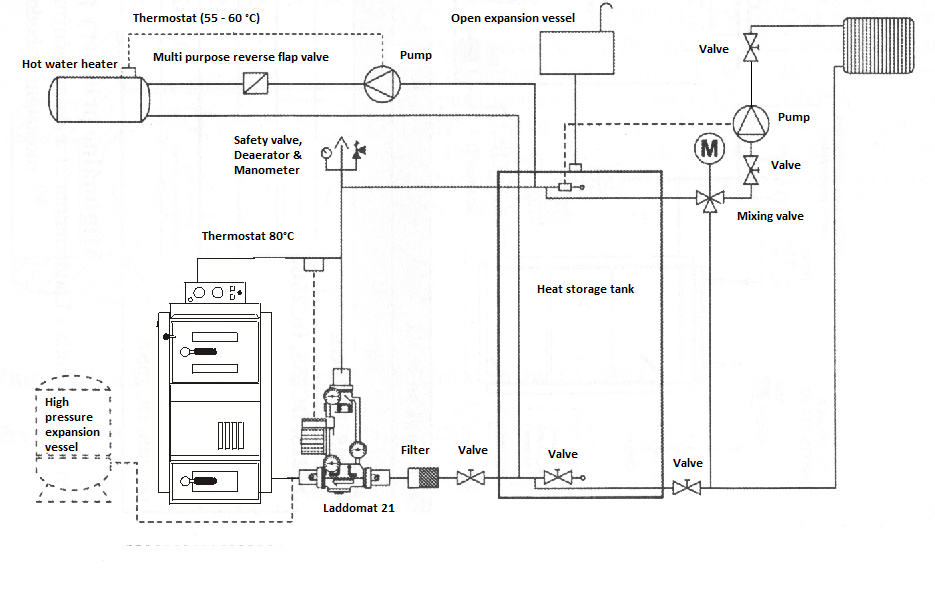 Thermostat (55 - 60 °C)
Open expansion vessel
Hot water heater
Multi purpose reverse flap valve
Pump
Valve
Pump
Safety valve,
Deaerator &
Manometer
M
Valve
Mixing valve
Thermostat 80°C
Heat storage tank
High
pressure
expansion
vessel
Filter
Valve
Valve
Valve
Laddomat 21